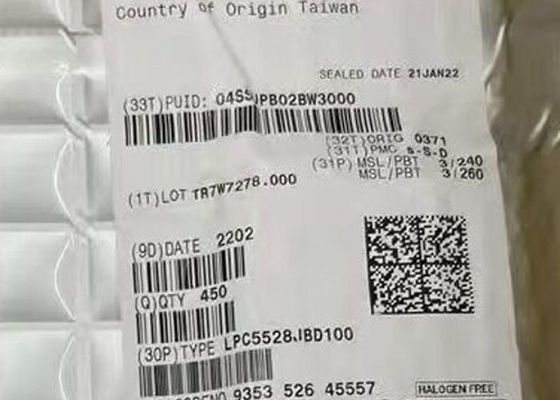 Country of Origin Taiwan
SEALED DATE 21JAN22
(33T)PUID: 04SSJPB02BW3000
(32T)ORIG 0371
(31T)PMC S-S-D
(31P) MSL/PBT 3/240
MSL/PBT 3/260
(1T)LOT TR7W7278.000
(9D)DATE 2202
(Q)QTY 450
(30P)TYPE LPC5528JBD100
9353 526 45557
HALOGEN FREE